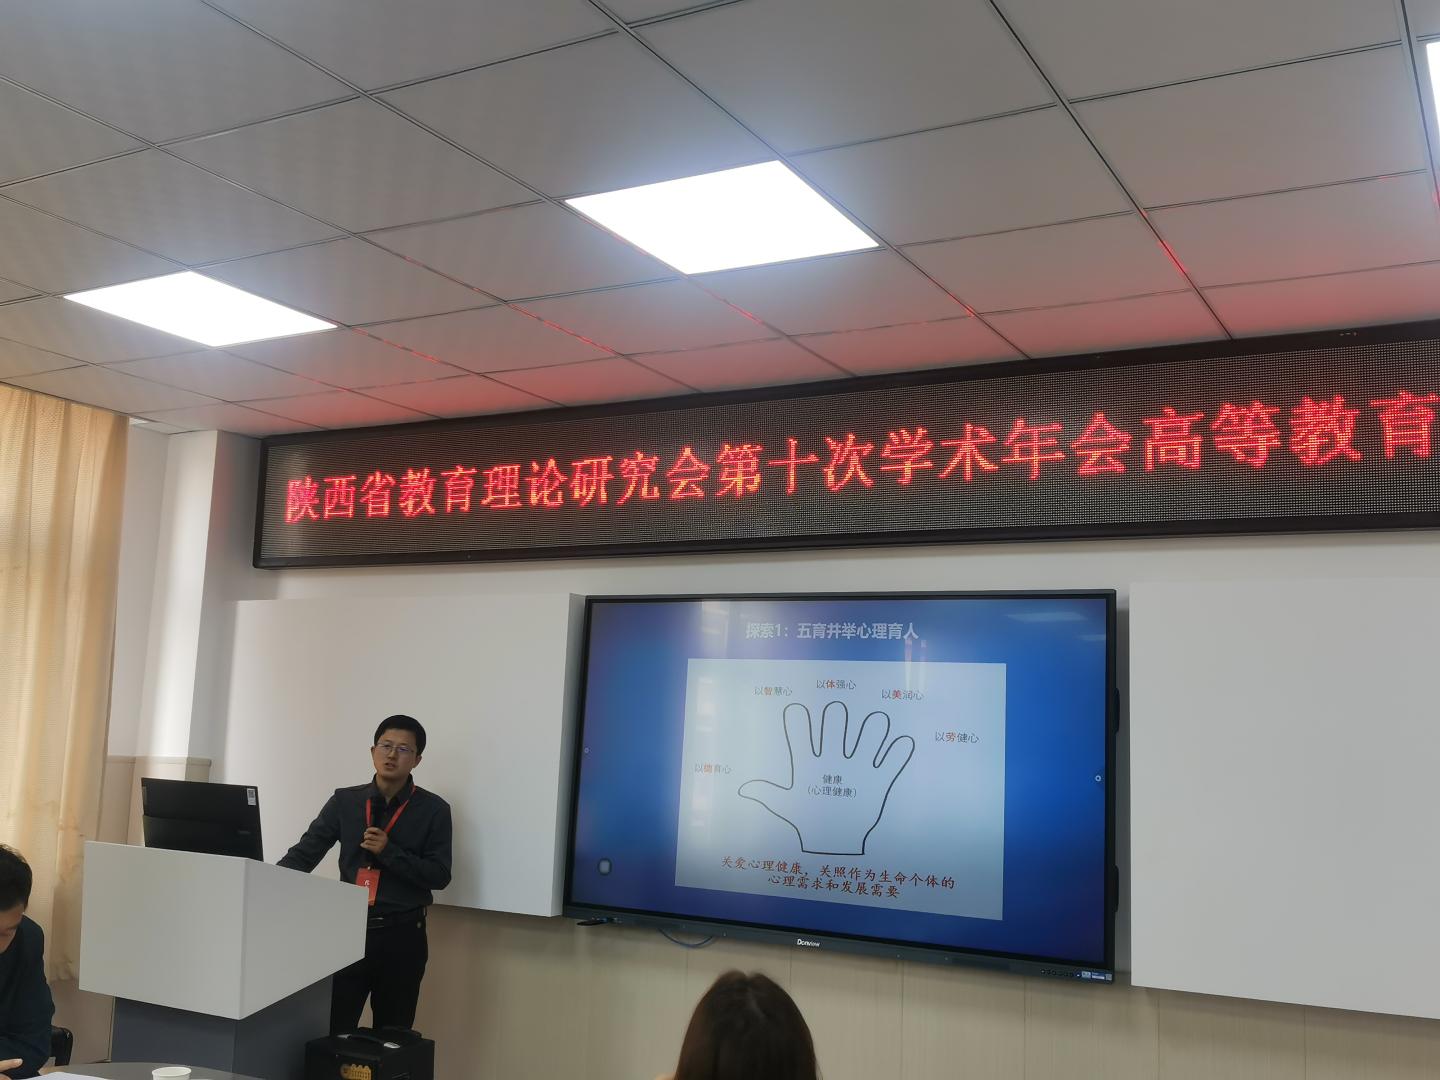 陕西省教育理论研究会第十次学术年会高等教育
探索1：五育并举心理育人
以智慧心
以体强心
以美润心
以劳健心
以德育心
健康
（心理健康）
关爱心理健康，关照作为生命个体的
心理需求和发展需要
Donview